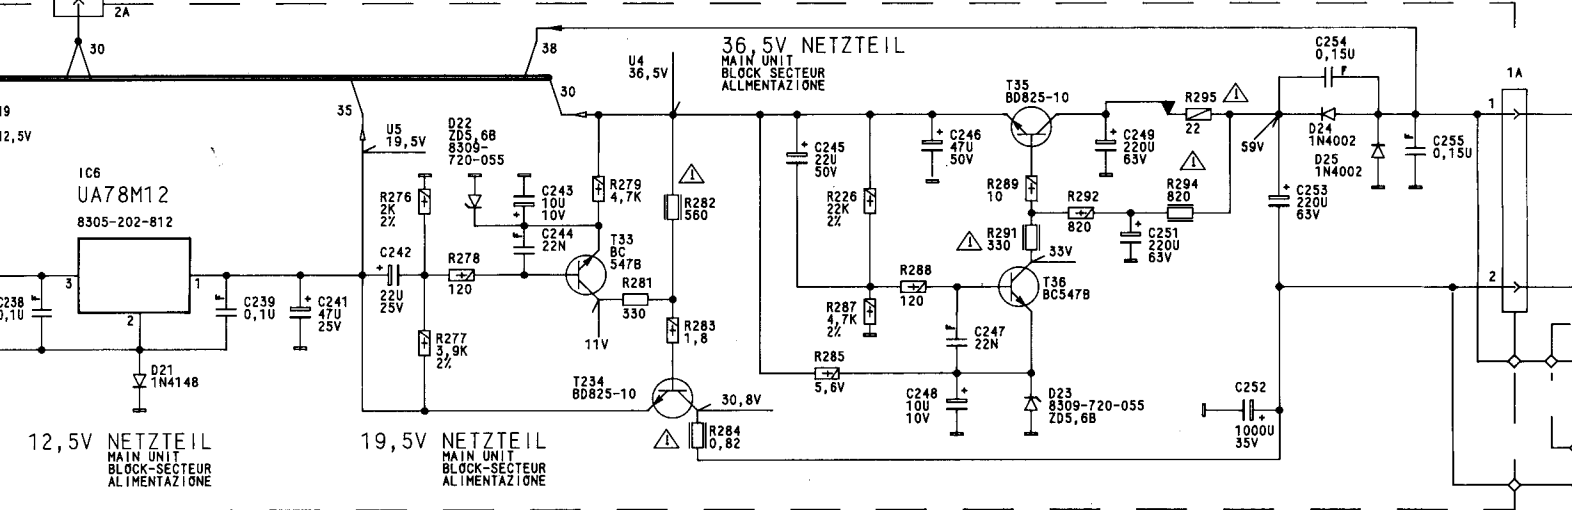 2A
30
38
36,5V NETZTEIL
MAIN UNIT
BLOCK SECTEUR
ALLMENTAZIONE
U4
36,5V
30
35
U5
19,5V
C254
0,15U
1A
1
T35
BD825-10
R295
22
59V
D24
1N4002
D25
1N4002
C255
0,15U
12,5V
D22
ZD5,6B
8309-
720-055
C245
22U
50V
C246
47U
50V
C249
220U
63V
IC6
UA78M12
8305-202-812
R276
2K
2%
C243
10U
10V
R279
4,7K
R282
560
R226
22K
2%
R289
10
R292
820
R294
820
C253
220U
63V
C244
22N
T33
BC
547B
R291
330
33V
C251
220U
63V
C242
22U
25V
R278
120
R281
330
R288
120
T36
BC547B
2
3
1
2
C238
0,1U
C239
0,1U
C241
47U
25V
R277
3,9K
2%
11V
R283
1,8
R287
4,7K
2%
C247
22N
D21
1N4148
T234
BD825-10
R285
5,6V
30,8V
C248
10U
10V
D23
8309-720-055
ZD5,6B
C252
1000U
35V
R284
0,82
12,5V NETZTEIL
MAIN UNIT
BLOCK-SECTEUR
ALIMENTAZIONE
19,5V NETZTEIL
MAIN UNIT
BLOCK-SECTEUR
ALIMENTAZIONE